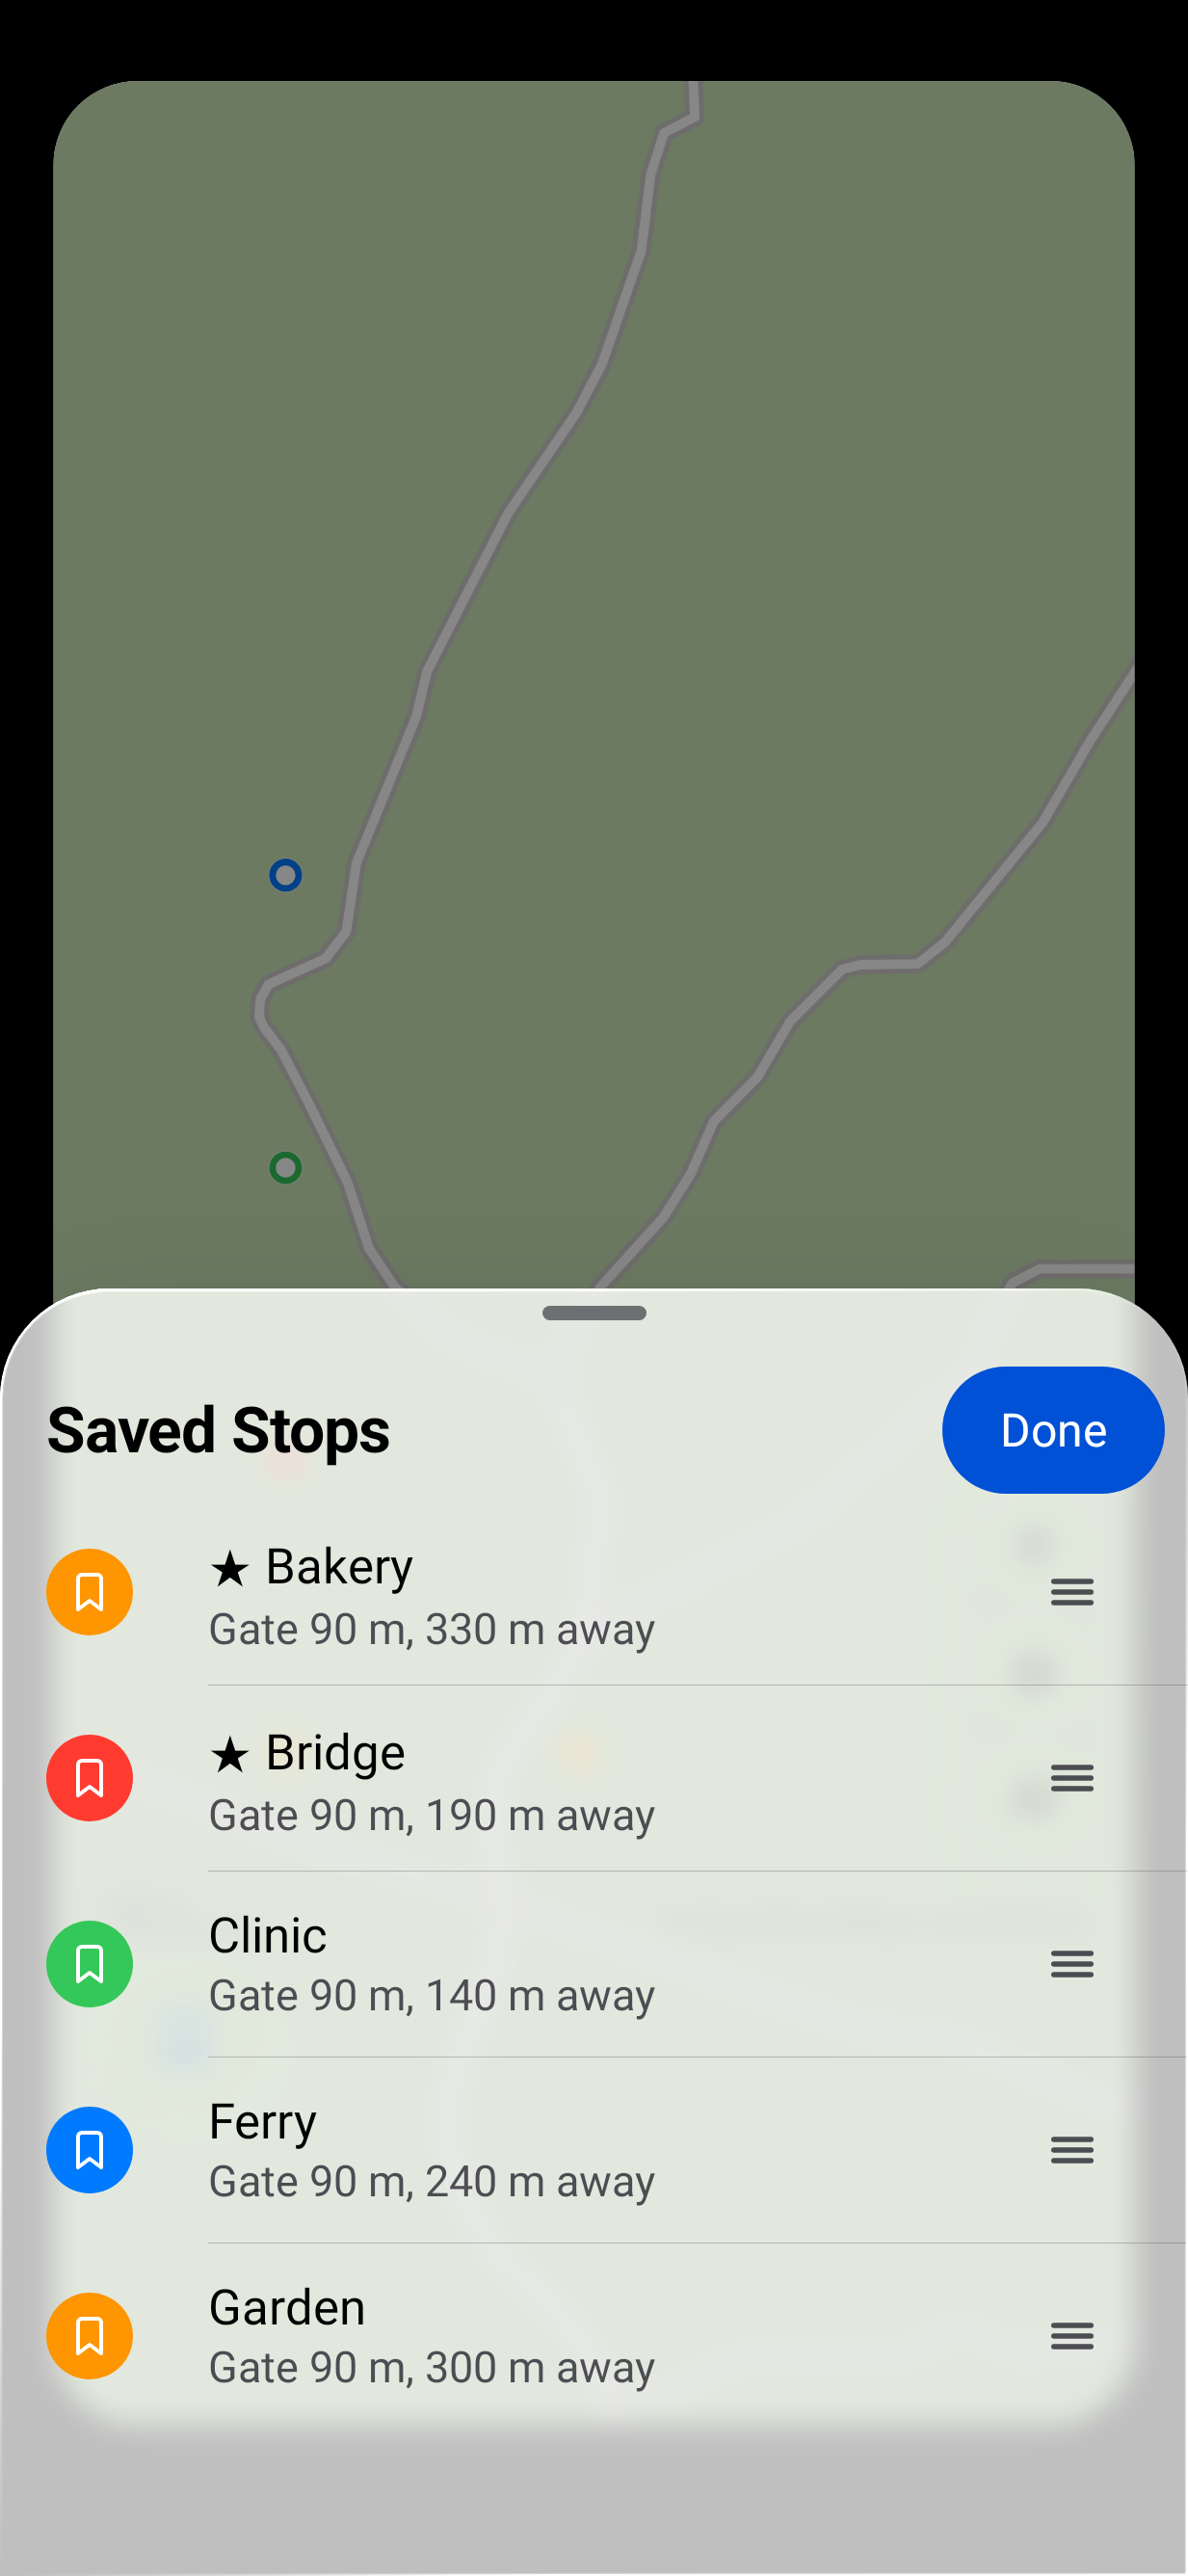 Saved Stops
Done
★ Bakery
Gate 90 m, 330 m away
★ Bridge
Gate 90 m, 190 m away
Clinic
Gate 90 m, 140 m away
Ferry
Gate 90 m, 240 m away
Garden
Gate 90 m, 300 m away